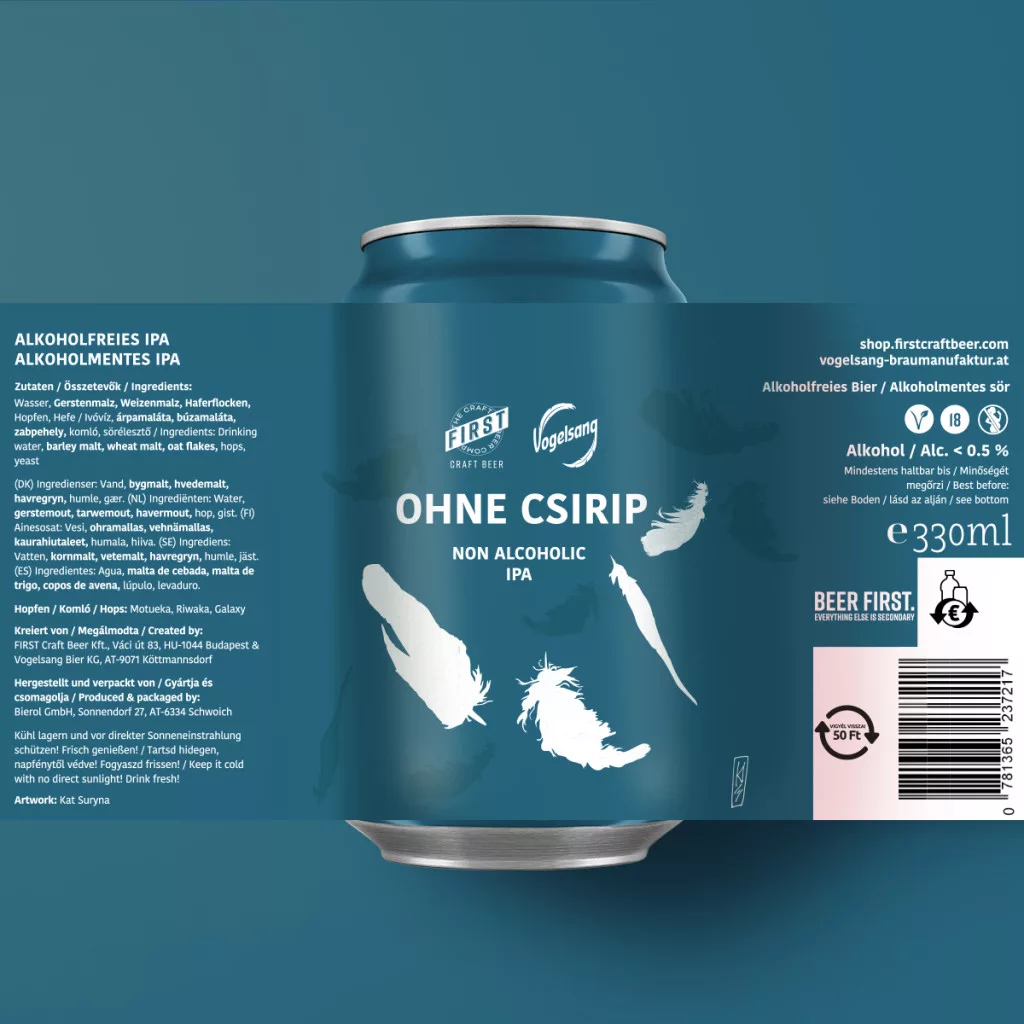 ALKOHOLFREIES IPA
ALKOHOLMENTES IPA
Zutaten / Összetevők / Ingredients:
Wasser, Gerstenmalz, Weizenmalz, Haferflocken,
Hopfen, Hefe / Ivóvíz, árpamaláta, búzamaláta,
zabpehely, komló, sörélesztő / Ingredients: Drinking
water, barley malt, wheat malt, oat flakes, hops,
yeast
(DK) Ingredienser: Vand, bygmalt, hvedemalt,
havregryn, humle, gær. (NL) Ingrediënten: Water,
gerstemout, tarwemout, havermout, hop, gist. (FI)
Ainesosat: Vesi, ohramallas, vehnämallas,
kaurahiutaleet, humala, hiiva. (SE) Ingrediens:
Vatten, kornmalt, vetemalt, havregryn, humle, jäst.
(ES) Ingredientes: Agua, malta de cebada, malta de
trigo, copos de avena, lúpulo, levaduro.
Hopfen / Komló / Hops: Motueka, Riwaka, Galaxy
Kreiert von / Megálmodta / Created by:
FIRST Craft Beer Kft., Váci út 83, HU-1044 Budapest &
Vogelsang Bier KG, AT-9071 Köttmannsdorf
Hergestellt und verpackt von / Gyártja és
csomagolja / Produced & packaged by:
Bierol GmbH, Sonnendorf 27, AT-6334 Schwoich
Kühl lagern und vor direkter Sonneneinstrahlung
schützen! Frisch genießen! / Tartsd hidegen,
napfénytől védve! Fogyaszd frissen! / Keep it cold
with no direct sunlight! Drink fresh!
Artwork: Kat Suryna
THE CRAFT
FIRST
BEER COMP
CRAFT BEER
Vogelsang
OHNE CSIRIP
NON ALCOHOLIC
IPA
shop.firstcraftbeer.com
vogelsang-braumanufaktur.at
Alkoholfreies Bier / Alkoholmentes sör
V 18
Alkohol / Alc. < 0.5 %
Mindestens haltbar bis / Minőségét
megőrzi / Best before:
siehe Boden / lásd az alján / see bottom
e 330ml
BEER FIRST.
EVERYTHING ELSE IS SECONDARY
€
VIGYÉL VISSZA!
50 Ft
0 781365 237217